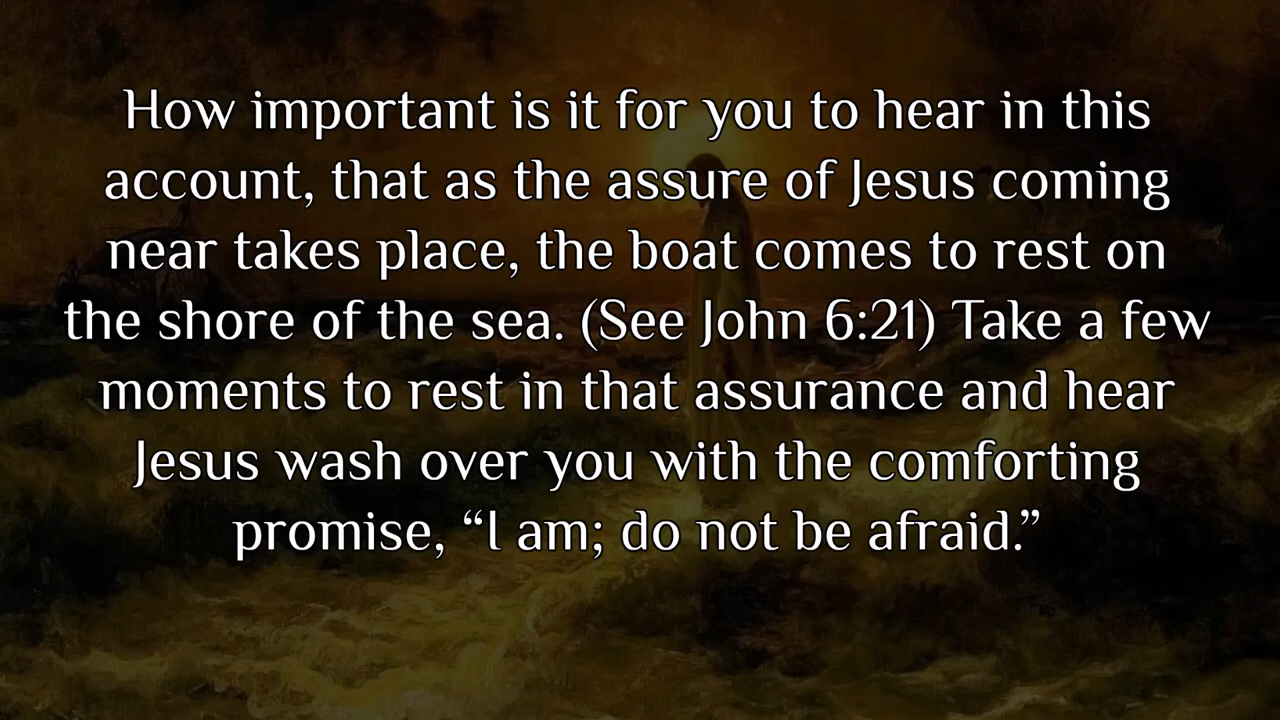 How important is it for you to hear in this
account, that as the assure of Jesus coming
near takes place, the boat comes to rest on
the shore of the sea. (See John 6:21) Take a few
moments to rest in that assurance and hear
Jesus wash over you with the comforting
promise, “I am; do not be afraid.”